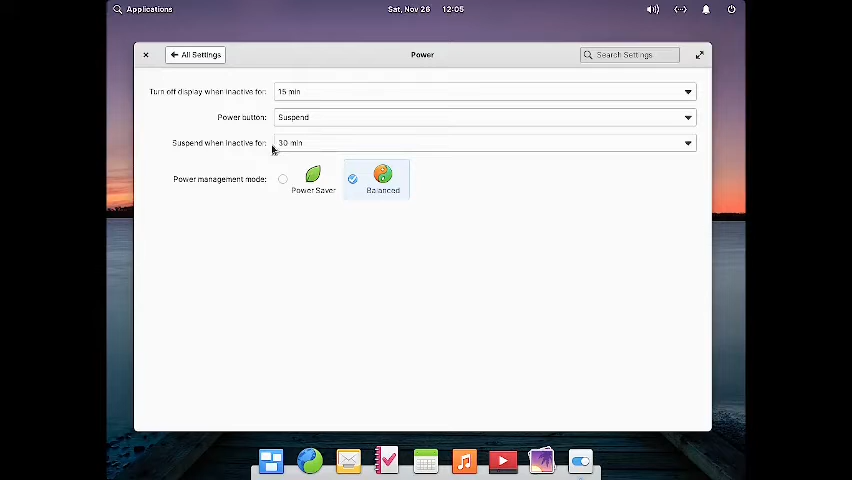 Applications
Sat, Nov 26 12:05
All Settings
Power
Search Settings
Turn off display when inactive for: 15 min
Power button: Suspend
Suspend when inactive for: 30 min
Power management mode: Power Saver Balanced